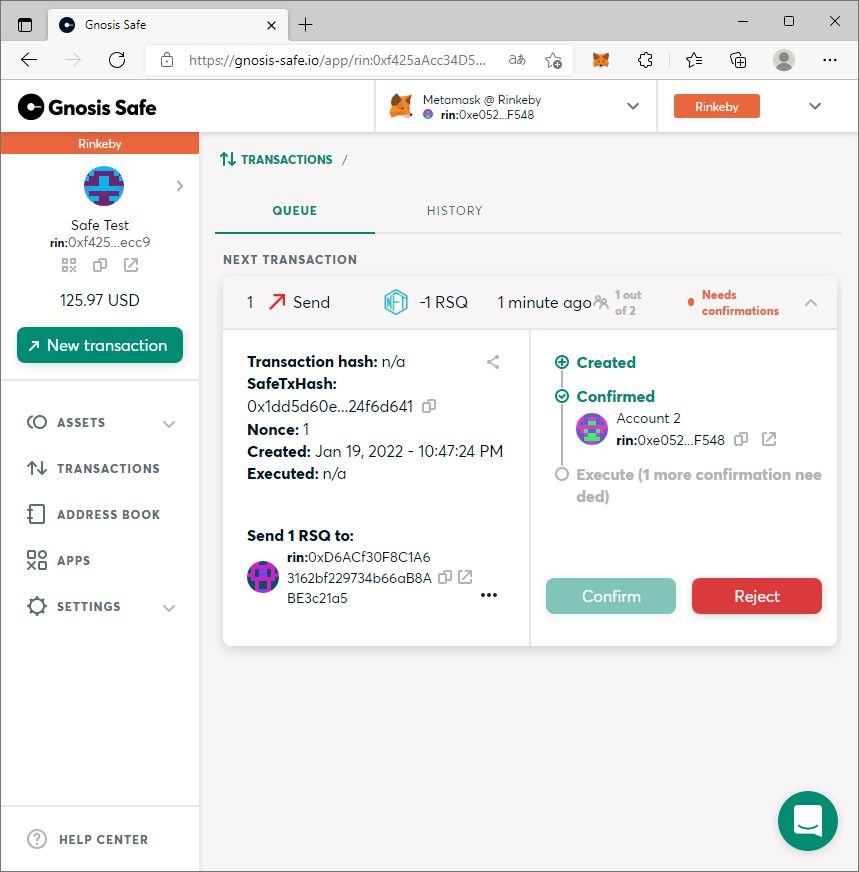 Gnosis Safe
https://gnosis-safe.io/app/rin:0xf425aAcc34D5...
aあ
Gnosis Safe
Metamask @ Rinkeby
rin:0xe052...F548
Rinkeby
Rinkeby
Safe Test
rin:0xf425...ecc9
125.97 USD
New transaction
ASSETS
TRANSACTIONS
ADDRESS BOOK
APPS
SETTINGS
HELP CENTER
TRANSACTIONS /
QUEUE
HISTORY
NEXT TRANSACTION
1 Send NFT -1 RSQ 1 minute ago
1 out
of 2
Needs
confirmations
Transaction hash: n/a
SafeTxHash:
0x1dd5d60e...24f6d641
Nonce: 1
Created: Jan 19, 2022 - 10:47:24 PM
Executed: n/a
Send 1 RSQ to:
rin:0xD6ACf30F8C1A6
3162bf229734b66aB8A
BE3c21a5
Created
Confirmed
Account 2
rin:0xe052...F548
Execute (1 more confirmation nee
ded)
Confirm
Reject